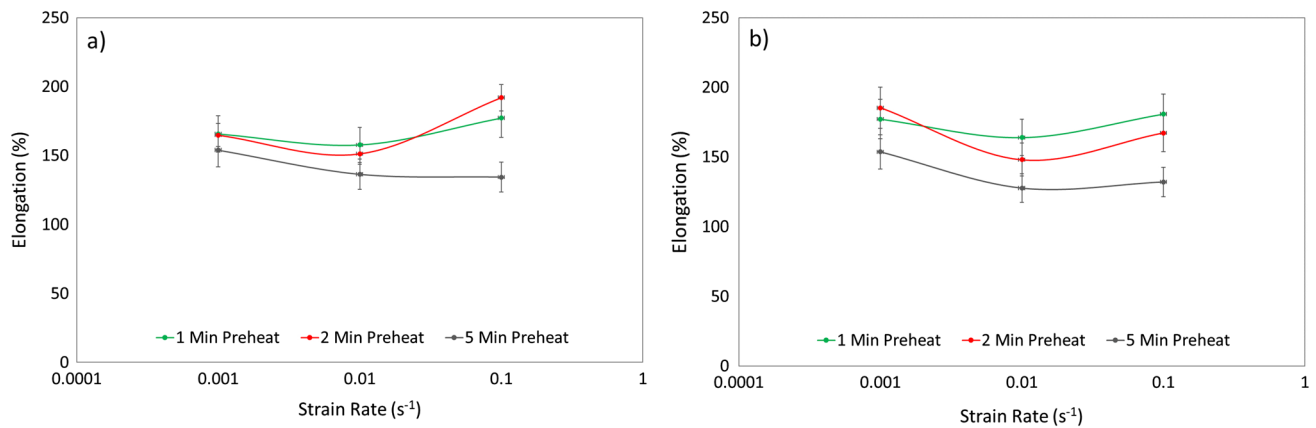 a)
250
200
150
100
50
0
Elongation (%)
1 Min Preheat 2 Min Preheat 5 Min Preheat
0.0001 0.001 0.01 0.1 1
Strain Rate (s⁻¹)
b)
250
200
150
100
50
0
Elongation (%)
1 Min Preheat 2 Min Preheat 5 Min Preheat
0.0001 0.001 0.01 0.1 1
Strain Rate (s⁻¹)